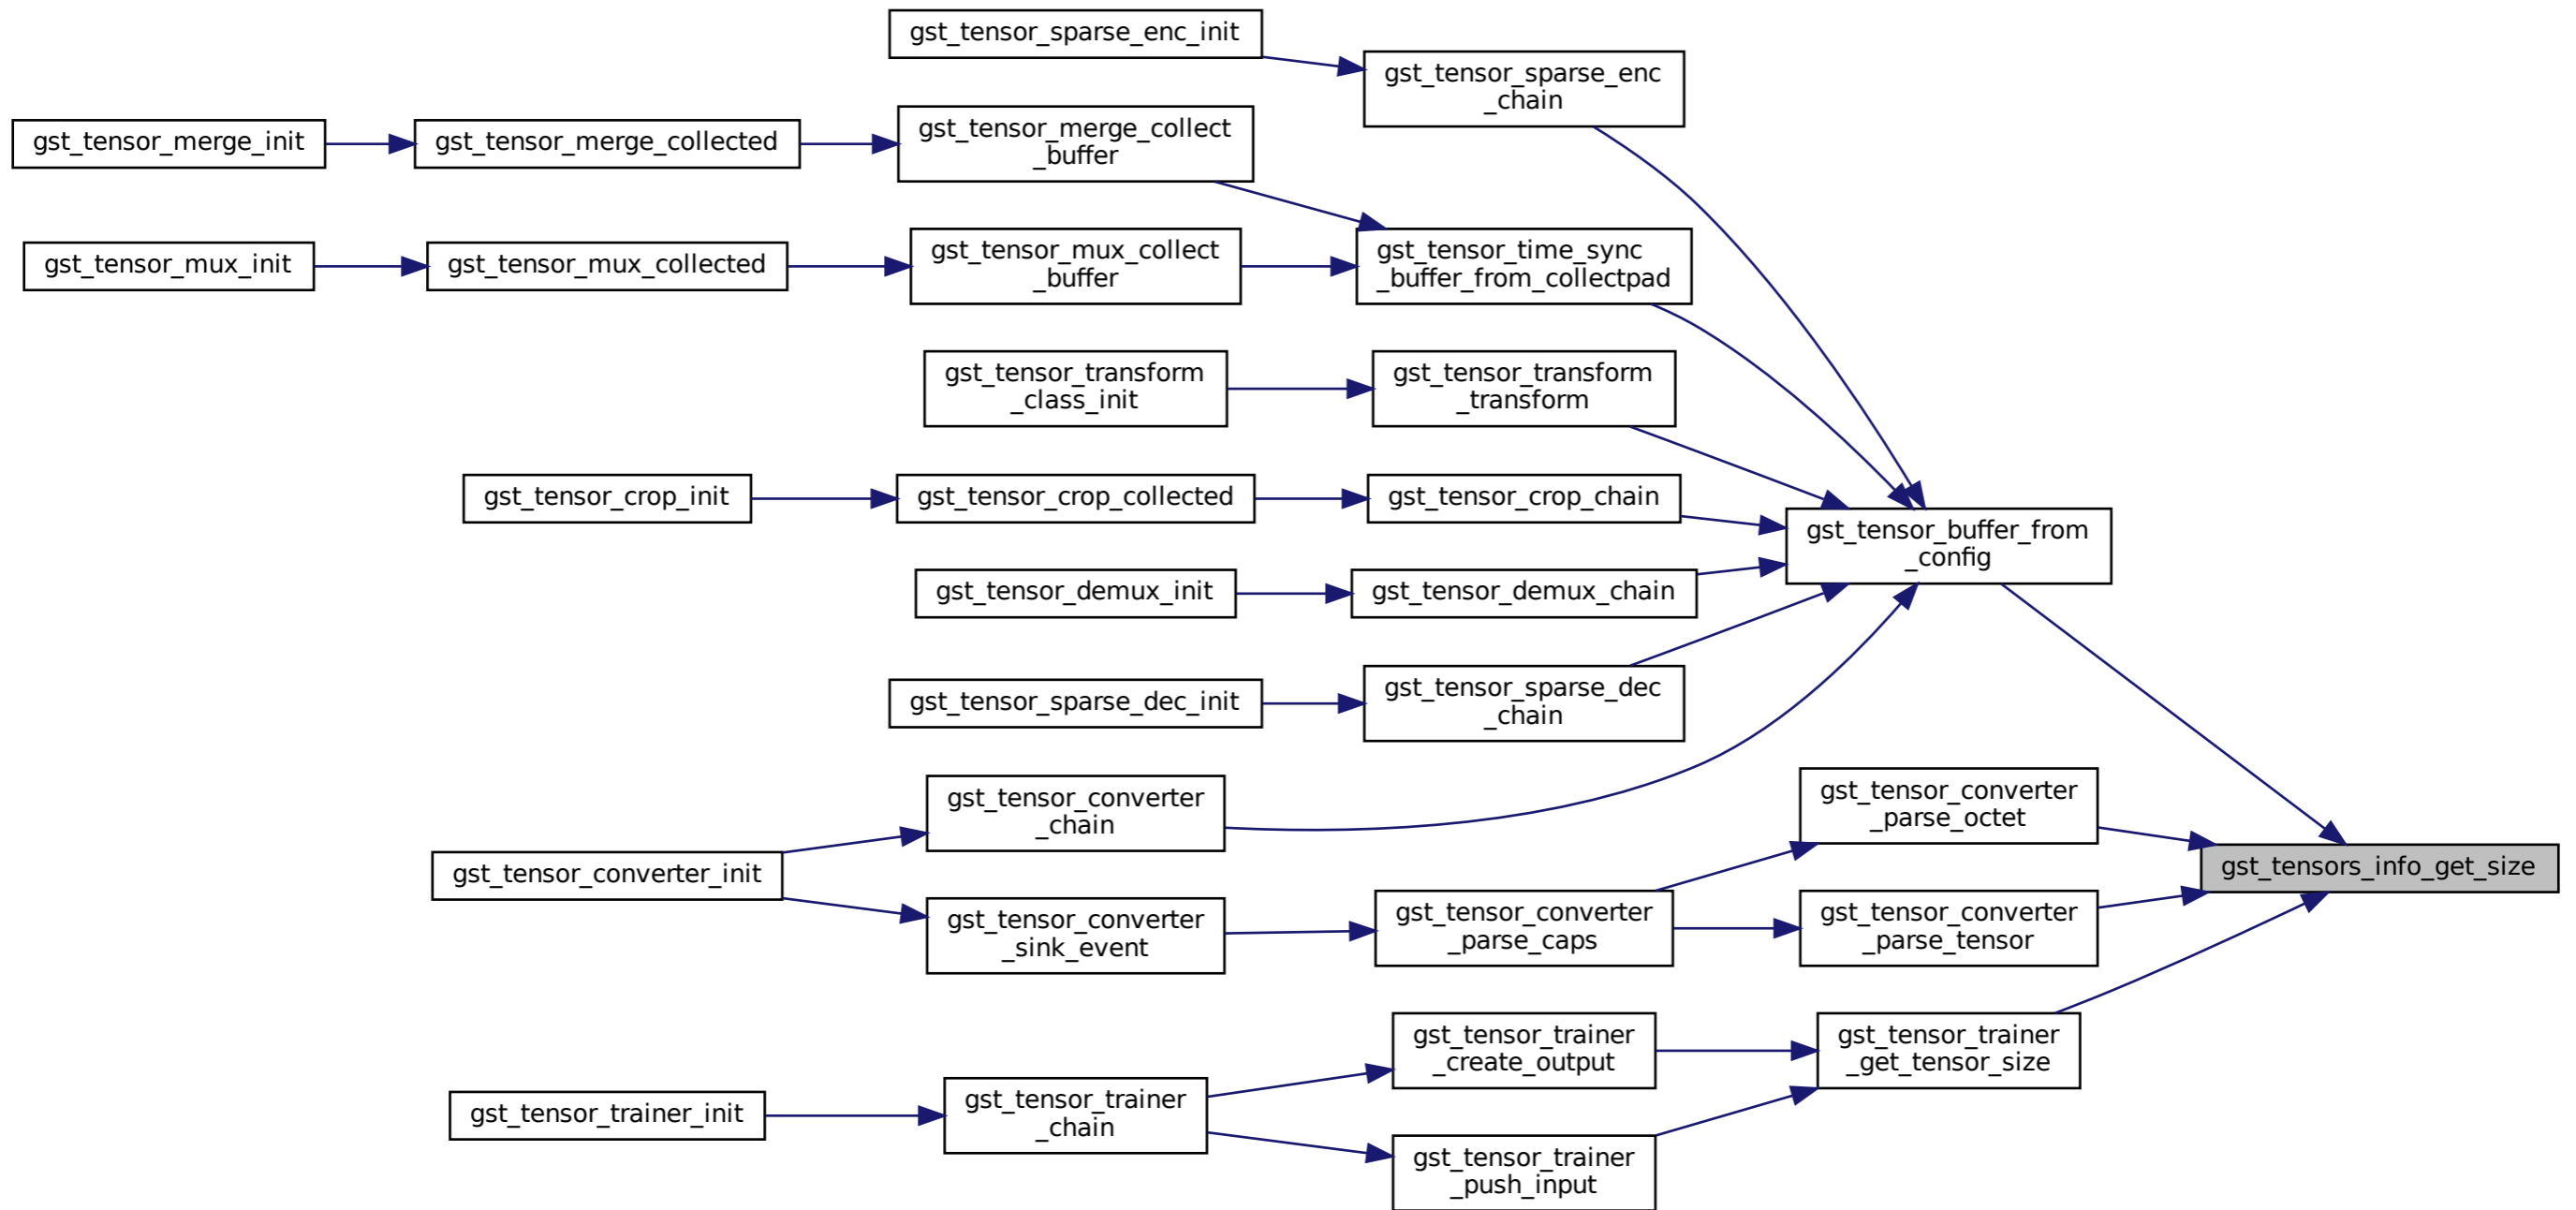 gst_tensor_sparse_enc_init
gst_tensor_sparse_enc
_chain
gst_tensor_merge_init
gst_tensor_merge_collected
gst_tensor_merge_collect
_buffer
gst_tensor_mux_init
gst_tensor_mux_collected
gst_tensor_mux_collect
_buffer
gst_tensor_time_sync
_buffer_from_collectpad
gst_tensor_transform
_class_init
gst_tensor_transform
_transform
gst_tensor_crop_init
gst_tensor_crop_collected
gst_tensor_crop_chain
gst_tensor_buffer_from
_config
gst_tensor_demux_init
gst_tensor_demux_chain
gst_tensor_sparse_dec_init
gst_tensor_sparse_dec
_chain
gst_tensor_converter
_chain
gst_tensor_converter
_parse_octet
gst_tensor_converter_init
gst_tensors_info_get_size
gst_tensor_converter
_sink_event
gst_tensor_converter
_parse_caps
gst_tensor_converter
_parse_tensor
gst_tensor_trainer
_create_output
gst_tensor_trainer
_get_tensor_size
gst_tensor_trainer_init
gst_tensor_trainer
_chain
gst_tensor_trainer
_push_input